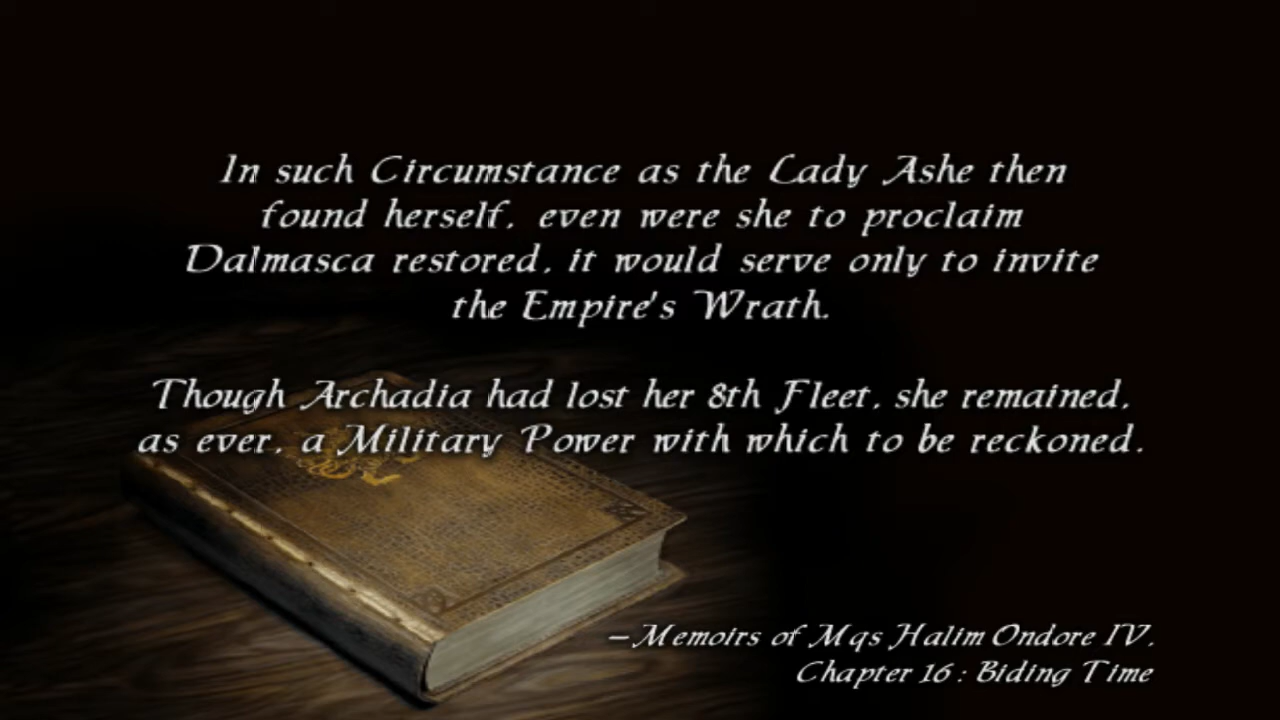 In such Circumstance as the Lady Ashe then
found herself, even were she to proclaim
Dalmasca restored, it would serve only to invite
the Empire's Wrath.
Though Archadia had lost her 8th Fleet, she remained,
as ever, a Military Power with which to be reckoned.
—Memoirs of Mqs Halim Ondore IV,
Chapter 16 : Biding Time